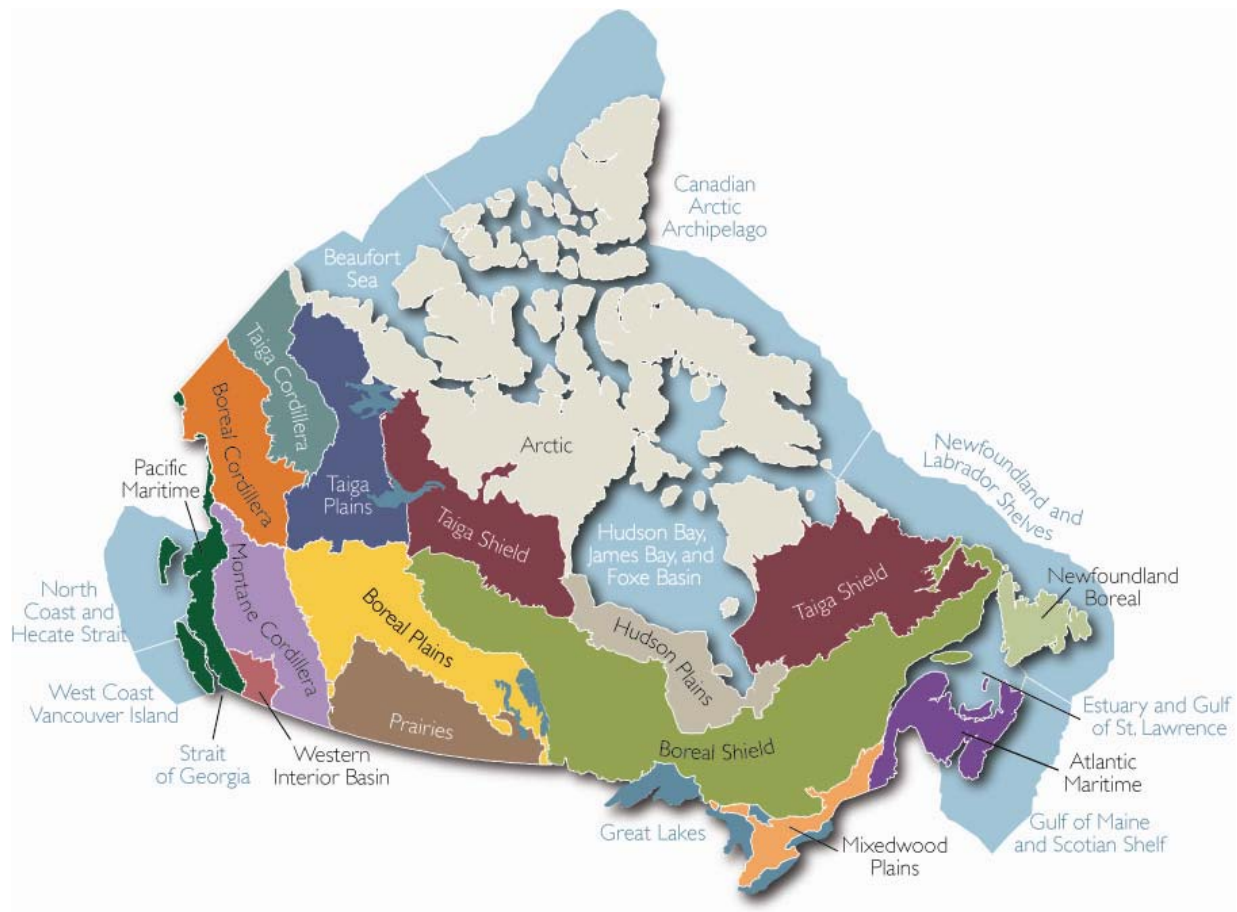 Canadian
Arctic
Archipelago
Beaufort
Sea
Taiga Cordillera
Boreal Cordillera
Arctic
Newfoundland and
Labrador Shelves
Pacific
Maritime
Taiga
Plains
Taiga Shield
Hudson Bay,
James Bay, and
Foxe Basin
Taiga Shield
Newfoundland
Boreal
North
Coast and
Hecate Strait
Montane Cordillera
Boreal Plains
Hudson Plains
West Coast
Vancouver Island
Prairies
Boreal Shield
Estuary and Gulf
of St. Lawrence
Strait
of Georgia
Western
Interior Basin
Atlantic
Maritime
Great Lakes
Mixedwood
Plains
Gulf of Maine
and Scotian Shelf